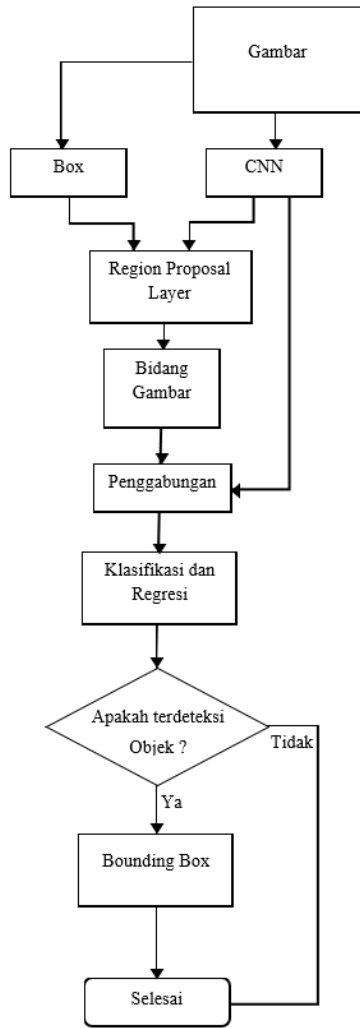 Gambar
Box
CNN
Region Proposal
Layer
Bidang
Gambar
Penggabungan
Klasifikasi dan
Regresi
Apakah terdeteksi
Objek ?
Tidak
Ya
Bounding Box
Selesai